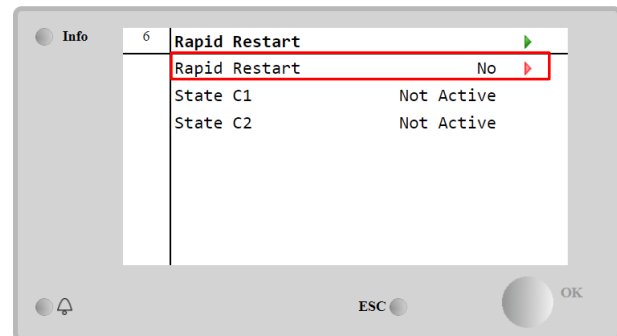 Info
6 Rapid Restart
Rapid Restart No
State C1 Not Active
State C2 Not Active
ESC
OK